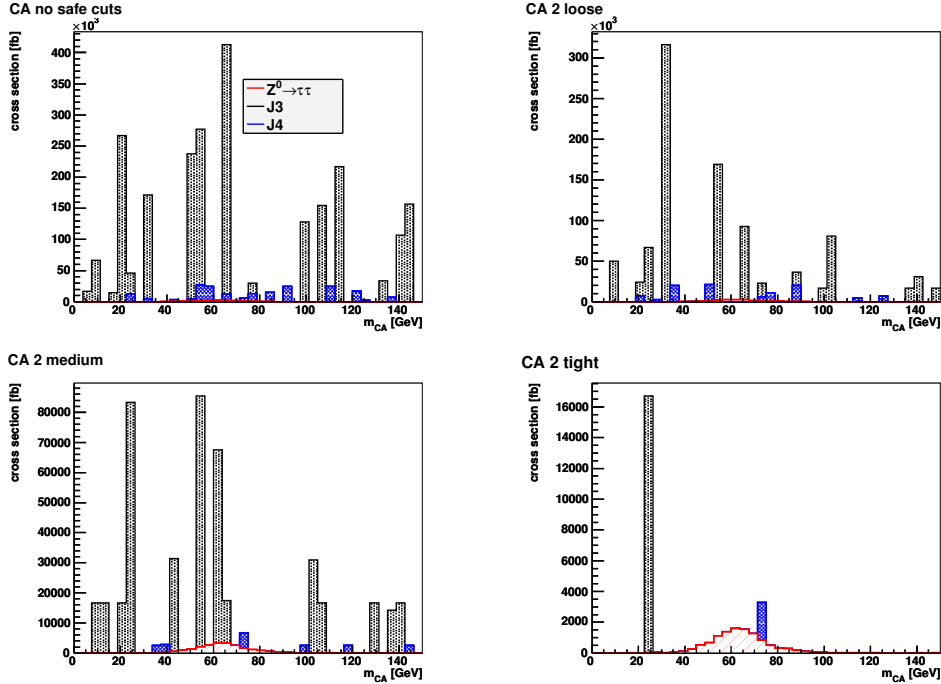 CA no safe cuts
×10³
cross section [fb]
400
350
300
250
200
150
100
50
0
0 20 40 60 80 100 120 140
m_CA [GeV]
Z⁰→ττ
J3
J4
CA 2 loose
×10³
cross section [fb]
300
250
200
150
100
50
0
0 20 40 60 80 100 120 140
m_CA [GeV]
CA 2 medium
cross section [fb]
80000
70000
60000
50000
40000
30000
20000
10000
0
0 20 40 60 80 100 120 140
m_CA [GeV]
CA 2 tight
cross section [fb]
16000
14000
12000
10000
8000
6000
4000
2000
0
0 20 40 60 80 100 120 140
m_CA [GeV]